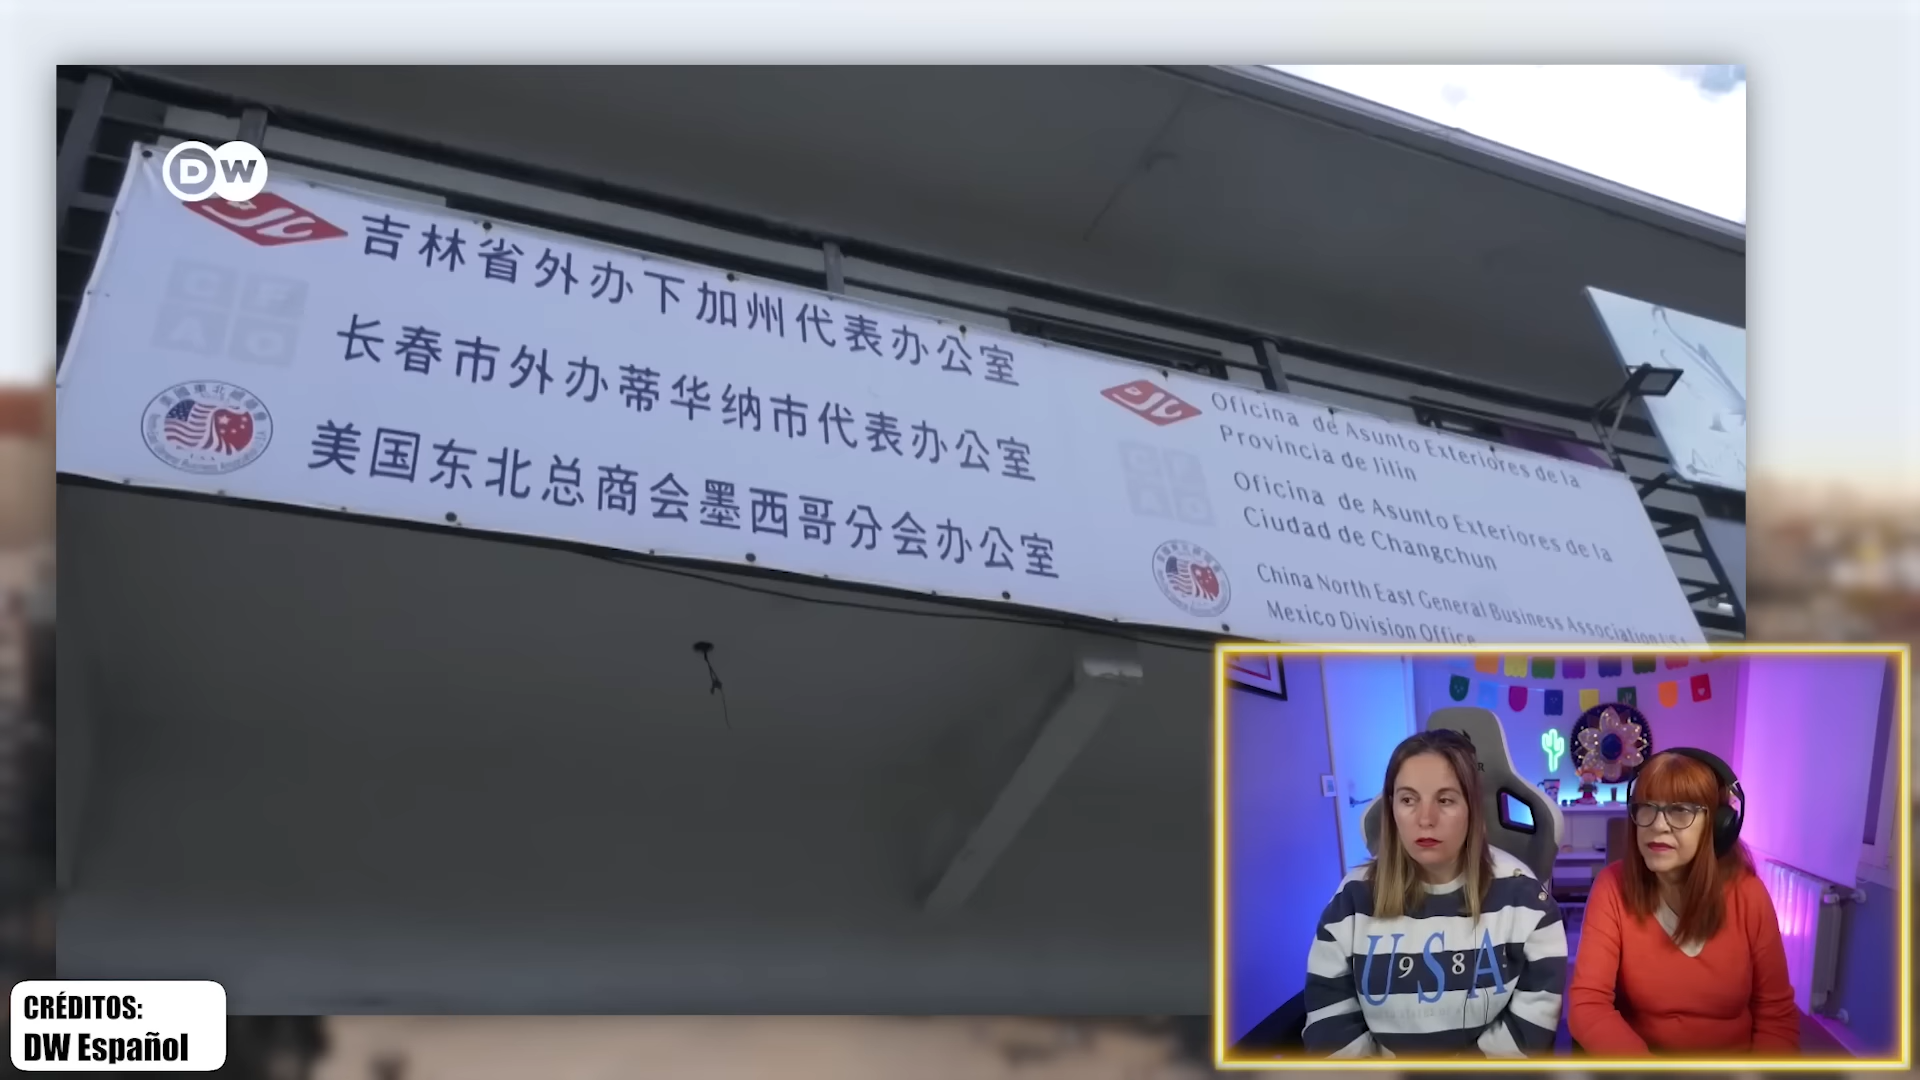 DW
吉林省外办下加州代表办公室
长春市外办蒂华纳市代表办公室
美国东北总商会墨西哥分会办公室
Oficina de Asunto Exteriores de la
Provincia de Jilin
Oficina de Asunto Exteriores de la
Ciudad de Changchun
China North East General Business Association USA
Mexico Division Office
USA
98
CRÉDITOS:
DW Español